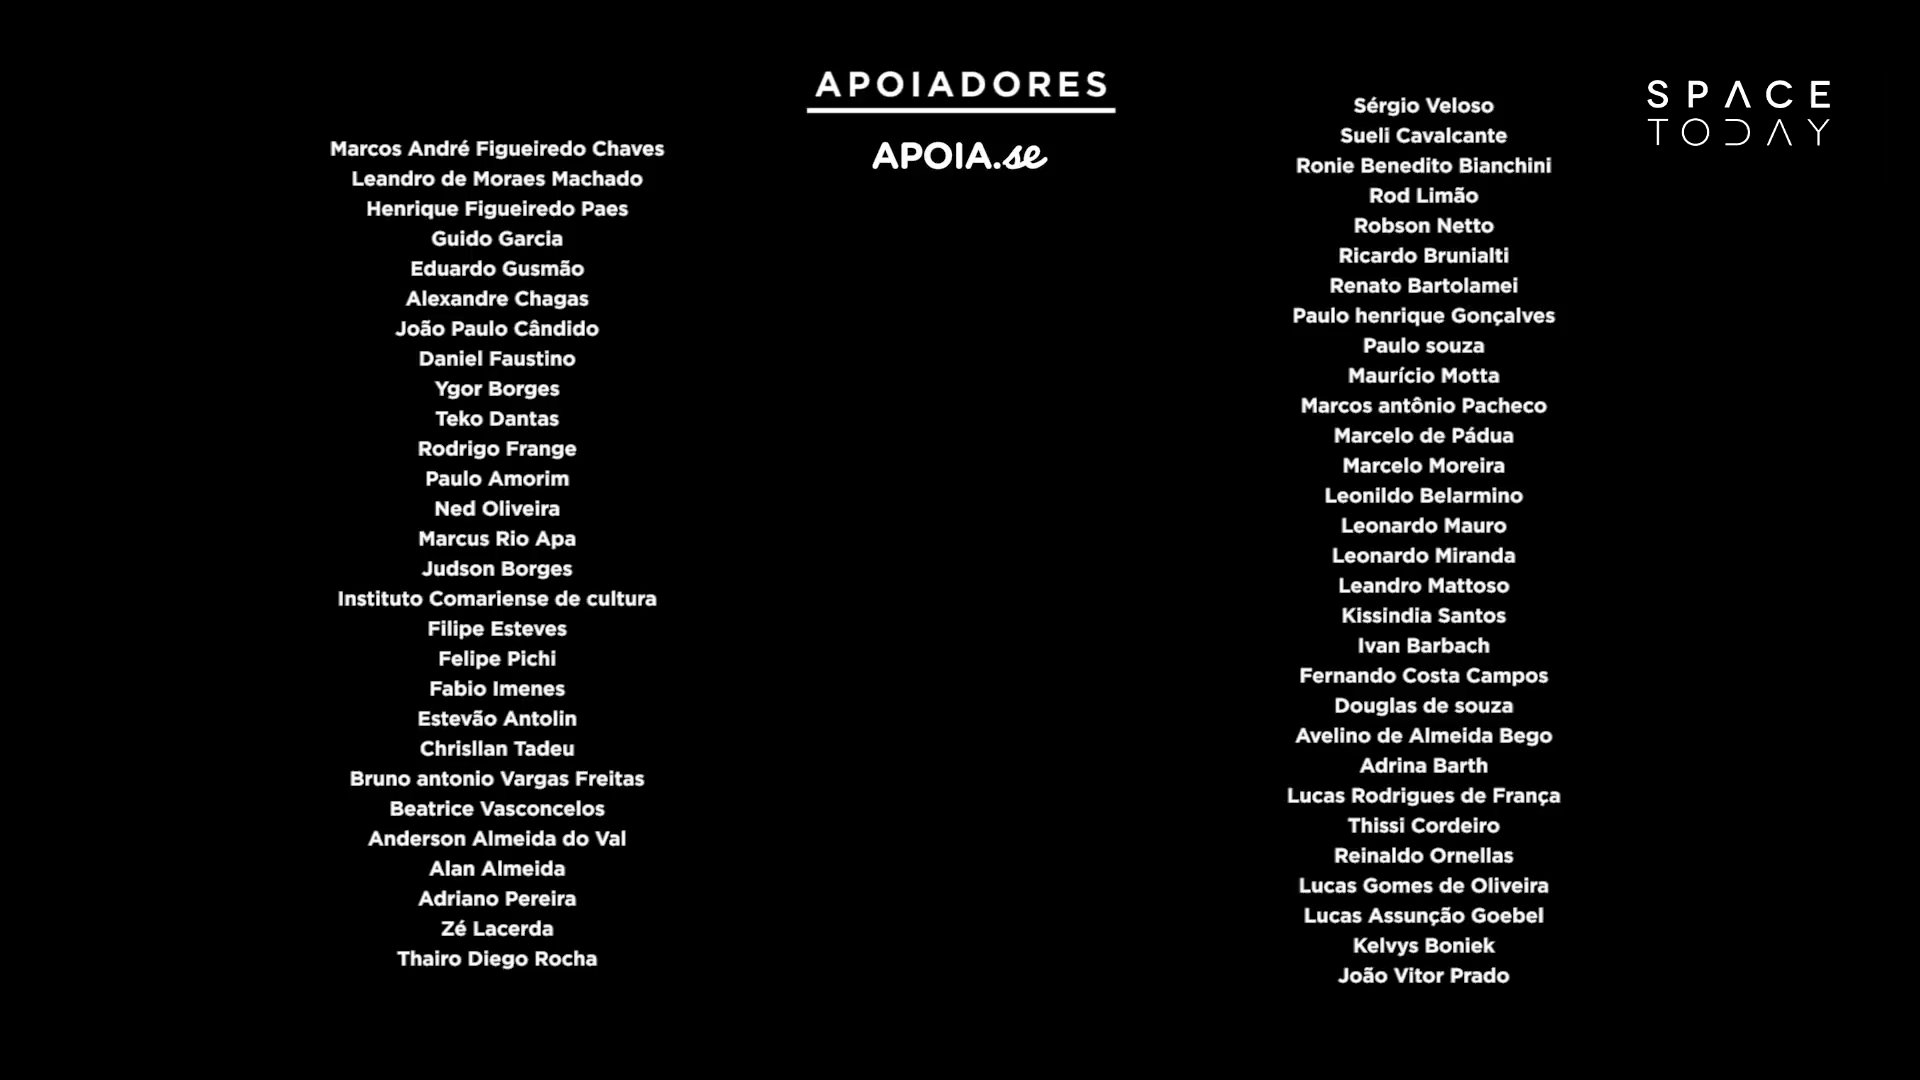 APOIADORES
APOIA.se
SPACE
TODAY
Marcos André Figueiredo Chaves
Leandro de Moraes Machado
Henrique Figueiredo Paes
Guido Garcia
Eduardo Gusmão
Alexandre Chagas
João Paulo Cândido
Daniel Faustino
Ygor Borges
Teko Dantas
Rodrigo Frange
Paulo Amorim
Ned Oliveira
Marcus Rio Apa
Judson Borges
Instituto Comariense de cultura
Filipe Esteves
Felipe Pichi
Fabio Imenes
Estevão Antolin
Chrisllan Tadeu
Bruno antonio Vargas Freitas
Beatrice Vasconcelos
Anderson Almeida do Val
Alan Almeida
Adriano Pereira
Zé Lacerda
Thairo Diego Rocha
Sérgio Veloso
Sueli Cavalcante
Ronie Benedito Bianchini
Rod Limão
Robson Netto
Ricardo Brunialti
Renato Bartolamei
Paulo henrique Gonçalves
Paulo souza
Maurício Motta
Marcos antônio Pacheco
Marcelo de Pádua
Marcelo Moreira
Leonildo Belarmino
Leonardo Mauro
Leonardo Miranda
Leandro Mattoso
Kissindia Santos
Ivan Barbach
Fernando Costa Campos
Douglas de souza
Avelino de Almeida Bego
Adrina Barth
Lucas Rodrigues de França
Thissi Cordeiro
Reinaldo Ornellas
Lucas Gomes de Oliveira
Lucas Assunção Goebel
Kelvys Boniek
João Vitor Prado